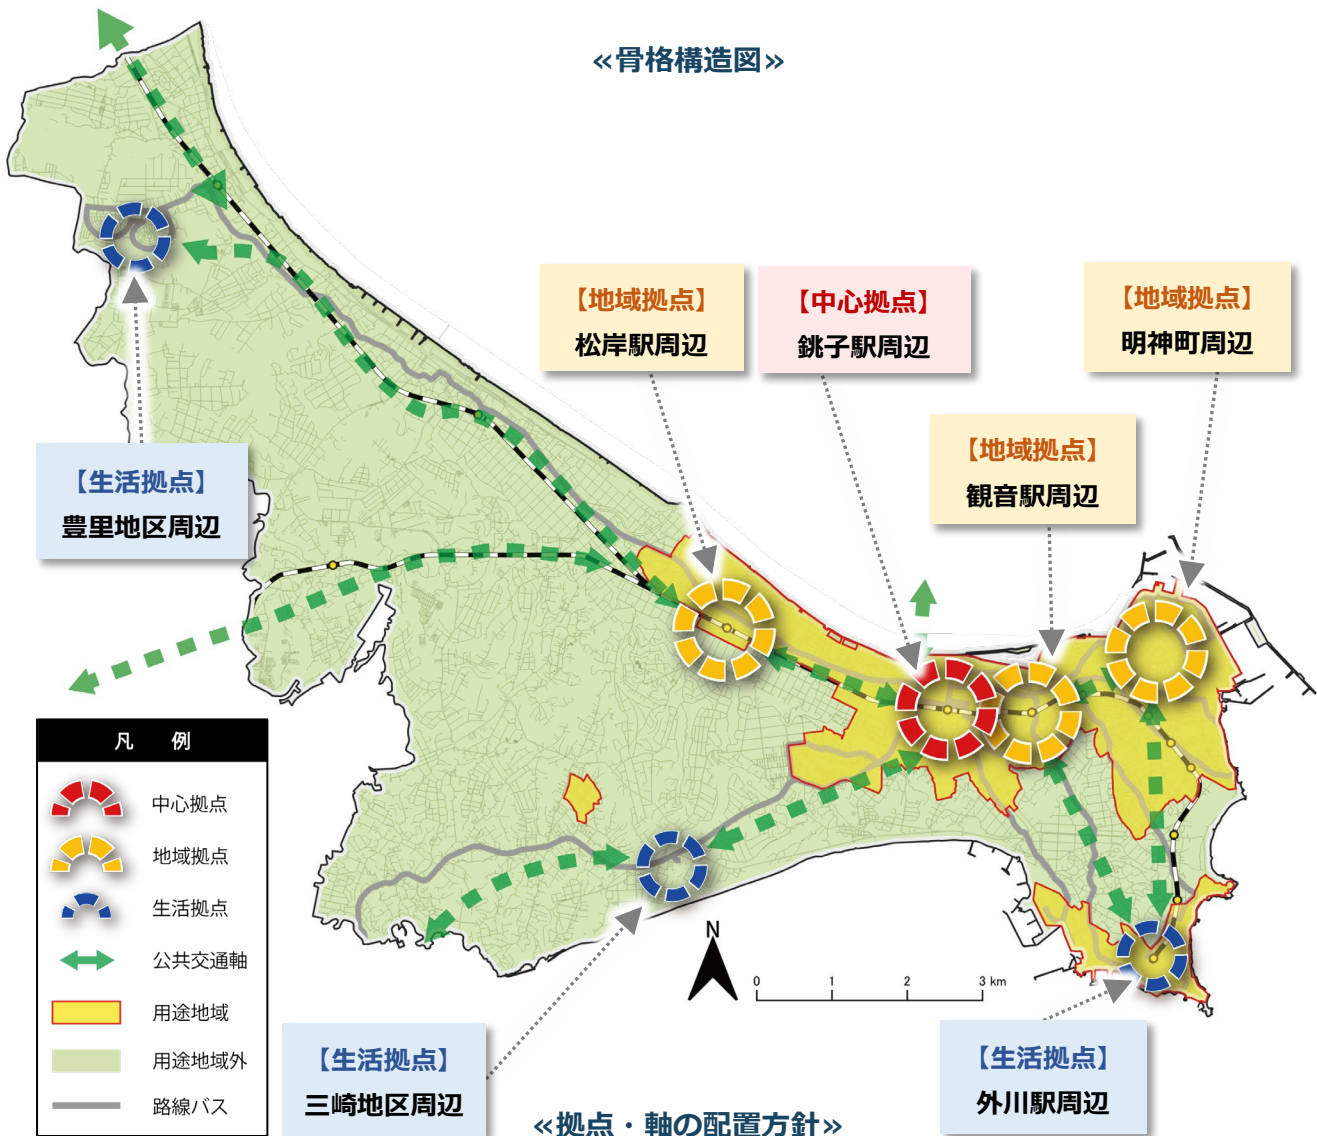 ≪骨格構造図≫
【地域拠点】
松岸駅周辺
【中心拠点】
銚子駅周辺
【地域拠点】
明神町周辺
【地域拠点】
観音駅周辺
【生活拠点】
豊里地区周辺
凡 例
中心拠点
地域拠点
生活拠点
公共交通軸
用途地域
用途地域外
路線バス
N
0 1 2 3 km
【生活拠点】
三崎地区周辺
【生活拠点】
外川駅周辺
≪拠点・軸の配置方針≫